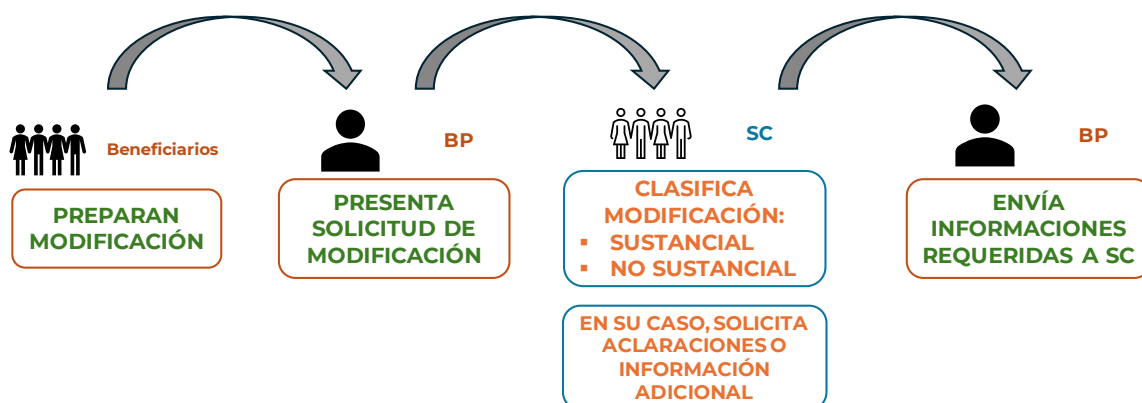 Beneficiarios
PREPARAN
MODIFICACIÓN
BP
PRESENTA
SOLICITUD DE
MODIFICACIÓN
SC
CLASIFICA
MODIFICACIÓN:
▪ SUSTANCIAL
▪ NO SUSTANCIAL
EN SU CASO, SOLICITA
ACLARACIONES O
INFORMACIÓN
ADICIONAL
BP
ENVÍA
INFORMACIONES
REQUERIDAS A SC